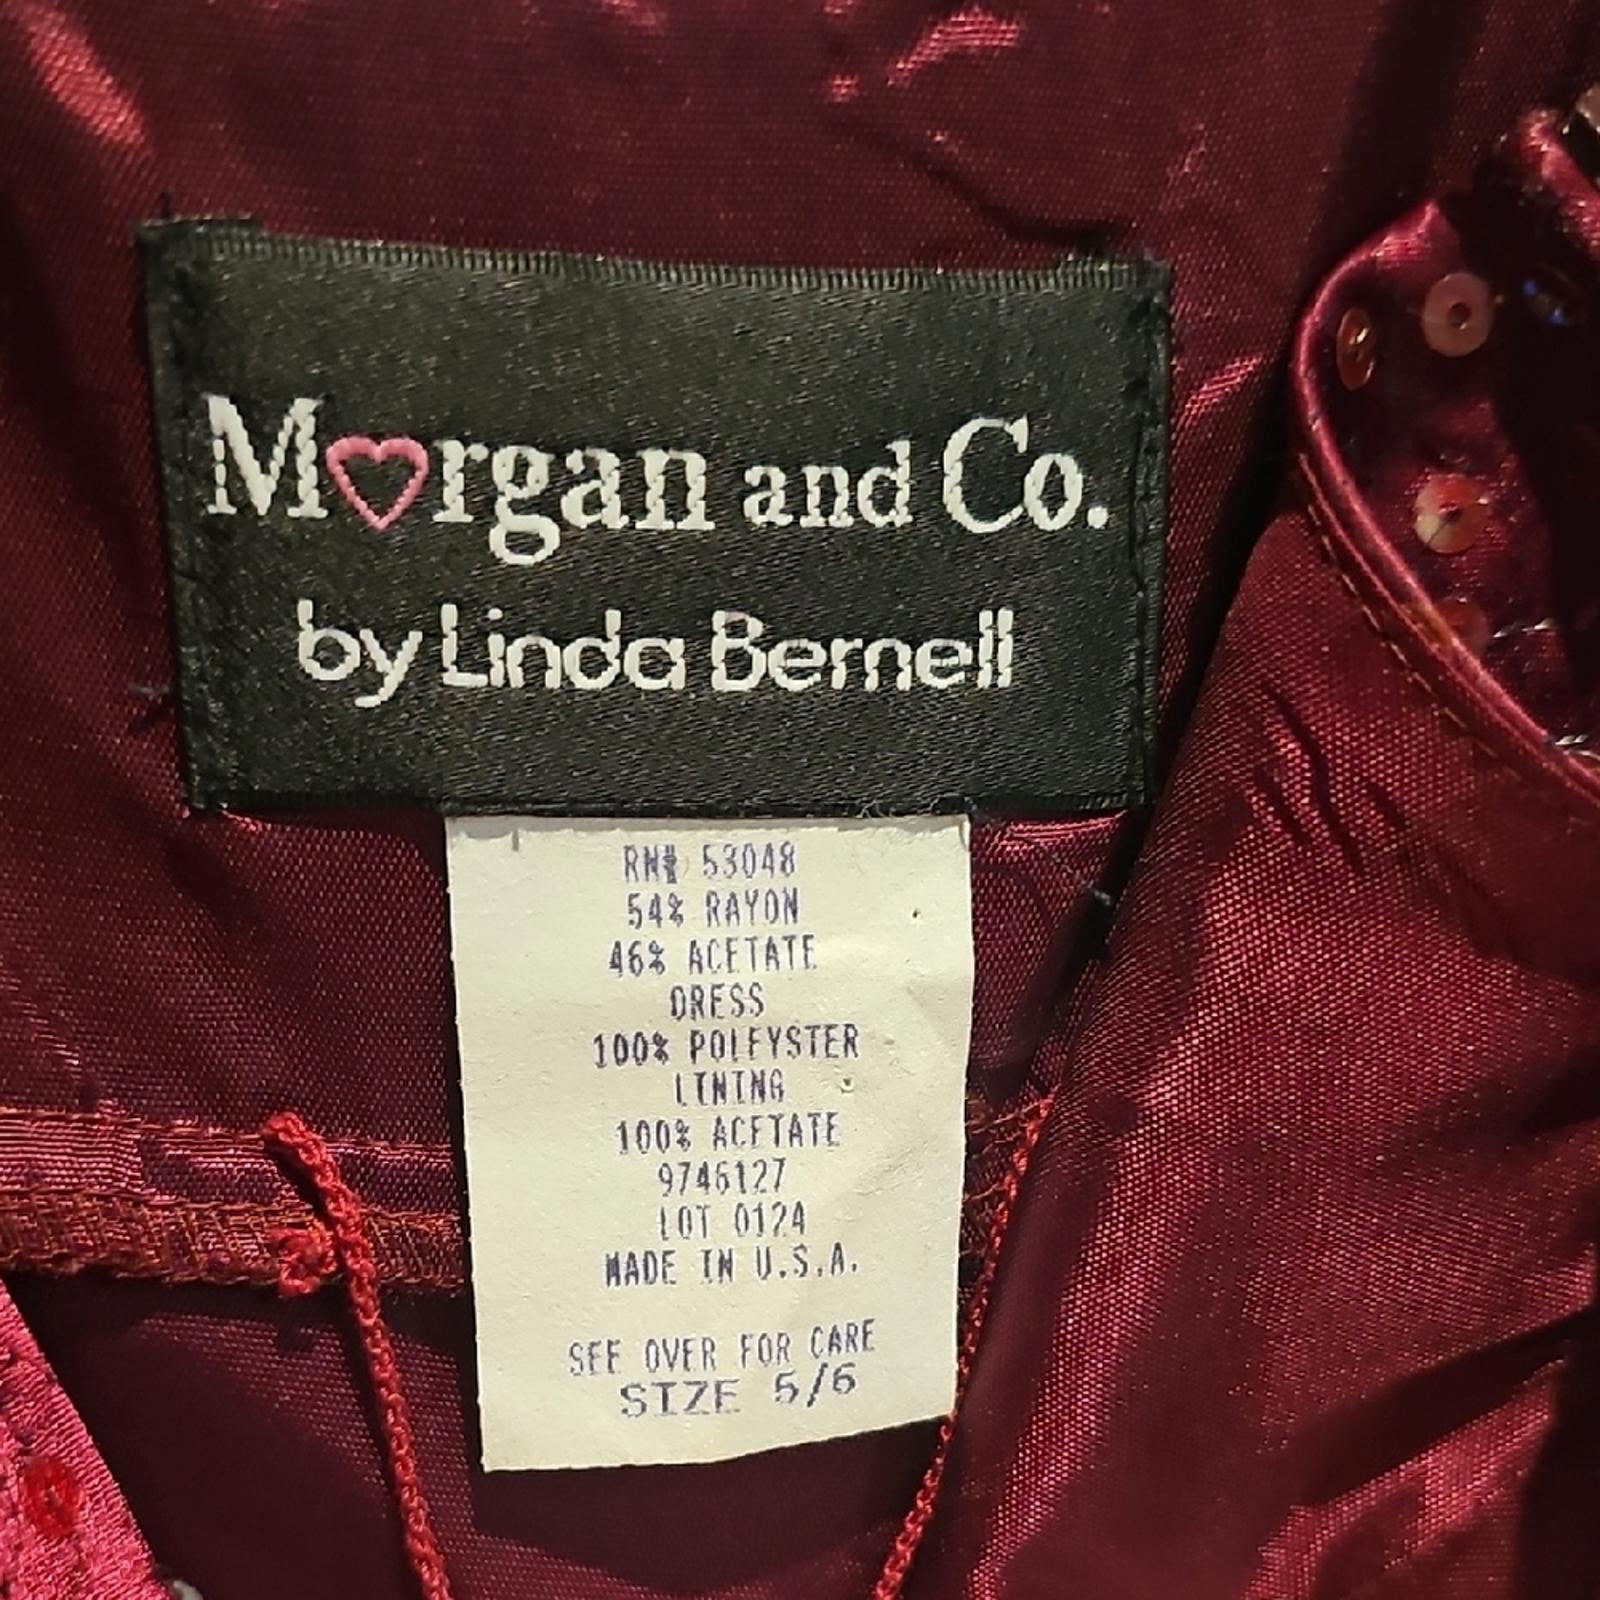 Morgan and Co.
by Linda Bernell
RN# 53048
54% RAYON
46% ACETATE
DRESS
100% POLEYSTER
LINING
100% ACETATE
9746127
LOT 0124
MADE IN U.S.A.
SEE OVER FOR CARE
SIZE 5/6